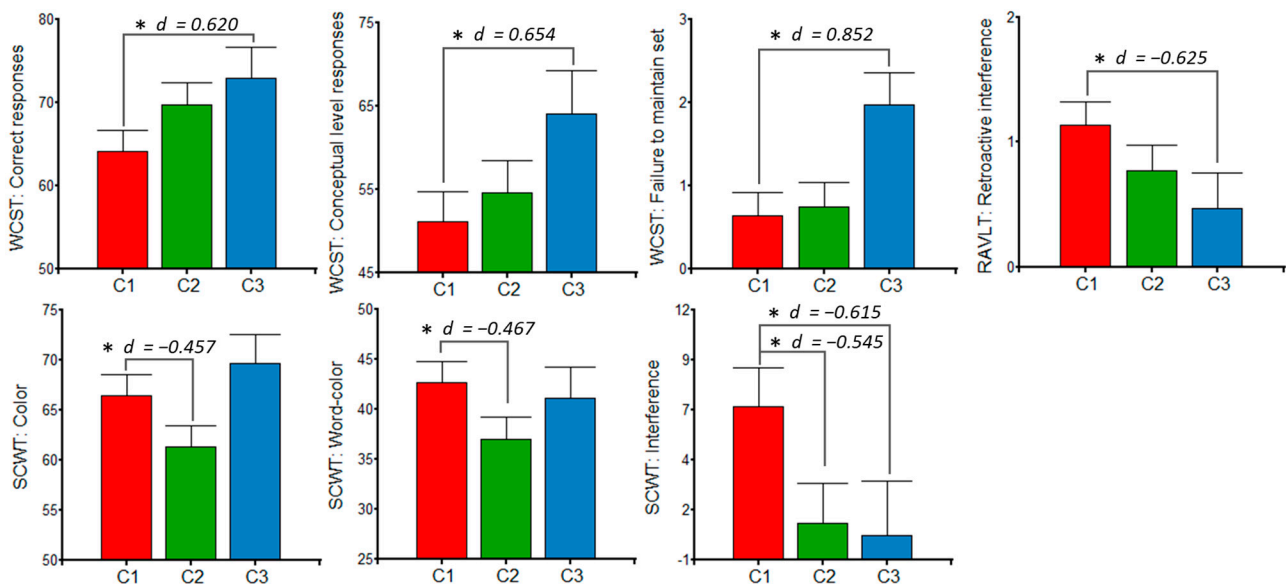 WCST: Correct responses
80
70
60
50
* d = 0.620
C1 C2 C3
WCST: Conceptual level responses
75
65
55
45
* d = 0.654
C1 C2 C3
WCST: Failure to maintain set
3
2
1
0
* d = 0.852
C1 C2 C3
RAVLT: Retroactive interference
2
1
0
* d = −0.625
C1 C2 C3
SCWT: Color
75
70
65
60
55
50
* d = −0.457
C1 C2 C3
SCWT: Word-color
50
45
40
35
30
25
* d = −0.467
C1 C2 C3
SCWT: Interference
12
9
7
4
2
-1
* d = −0.615
* d = −0.545
C1 C2 C3